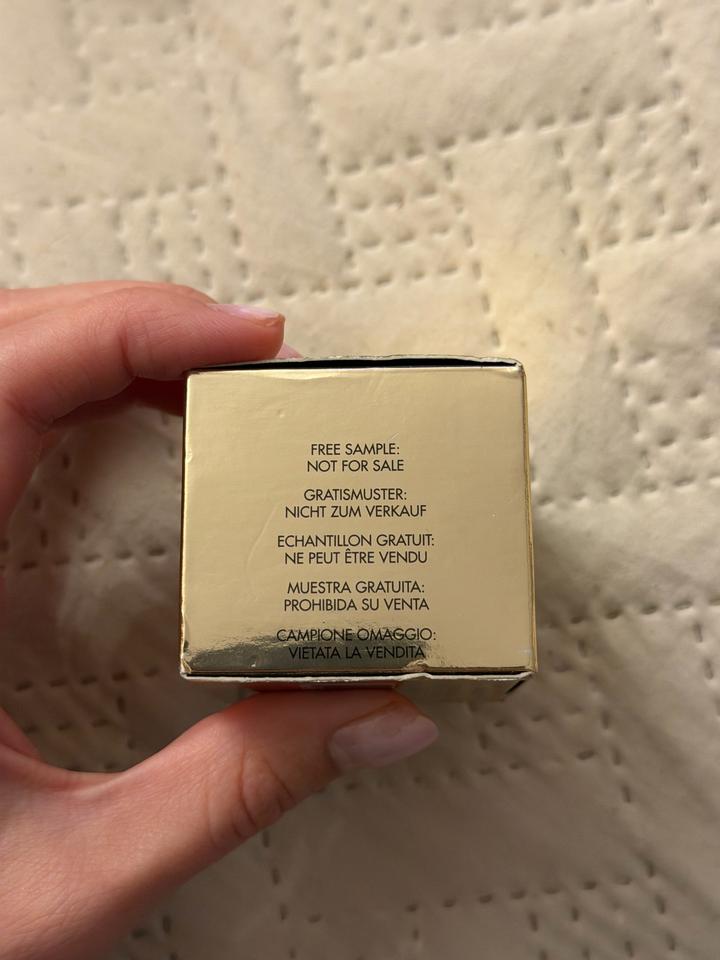 FREE SAMPLE:
NOT FOR SALE
GRATISMUSTER:
NICHT ZUM VERKAUF
ECHANTILLON GRATUIT:
NE PEUT ÊTRE VENDU
MUESTRA GRATUITA:
PROHIBIDA SU VENTA
CAMPIONE OMAGGIO:
VIETATA LA VENDITA